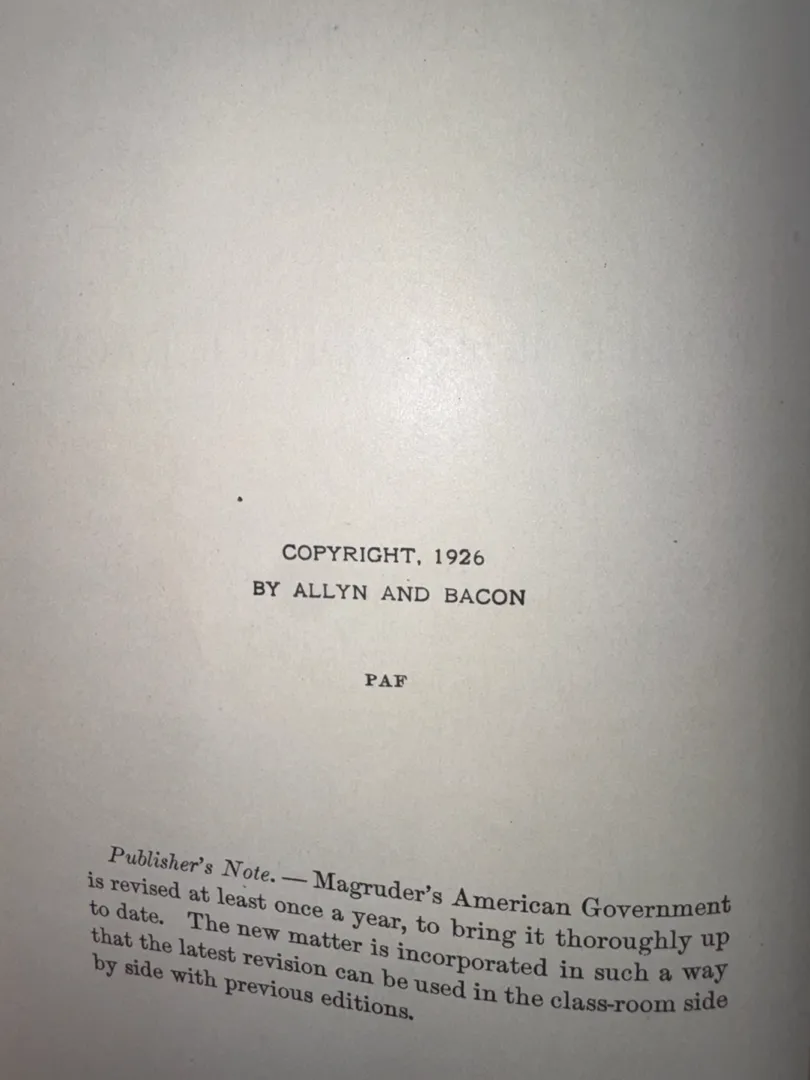 COPYRIGHT, 1926
BY ALLYN AND BACON
PAF
Publisher's Note. — Magruder's American Government
is revised at least once a year, to bring it thoroughly up
to date. The new matter is incorporated in such a way
that the latest revision can be used in the class-room side
by side with previous editions.